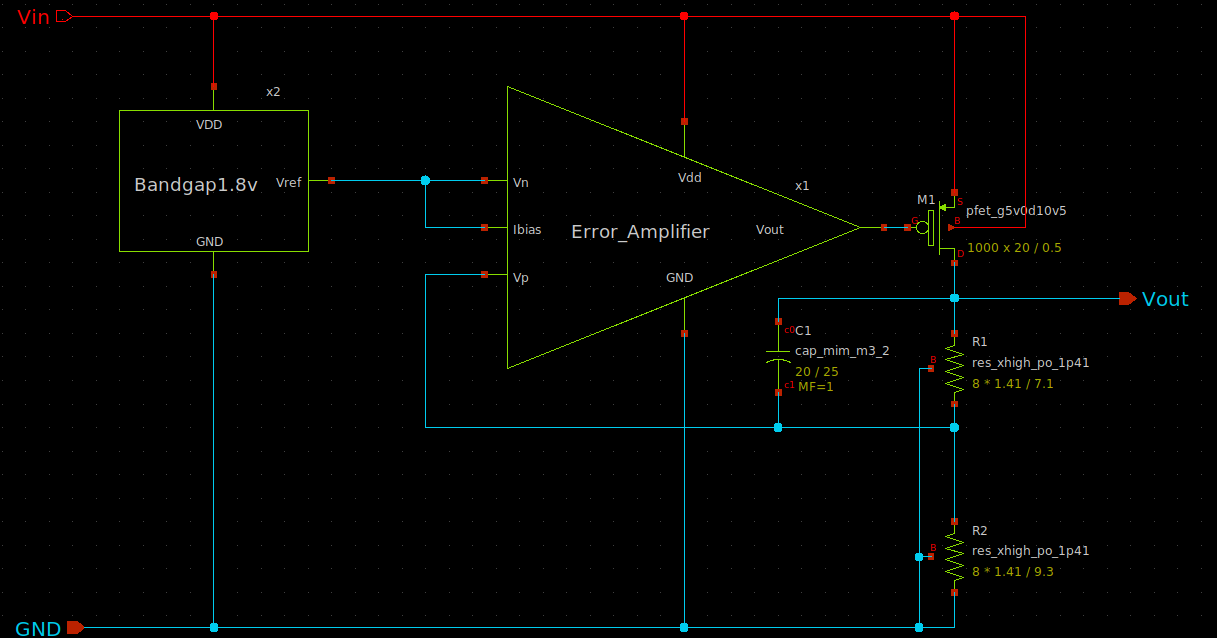 Vin
x2
VDD
Bandgap1.8v
Vref
GND
x1
Vdd
Vn
Ibias
Error_Amplifier
Vout
Vp
GND
M1
S
pfet_g5v0d10v5
G
B
D
1000 x 20 / 0.5
Vout
c0
C1
cap_mim_m3_2
20 / 25
c1
MF=1
R1
B
res_xhigh_po_1p41
8 * 1.41 / 7.1
R2
B
res_xhigh_po_1p41
8 * 1.41 / 9.3
GND